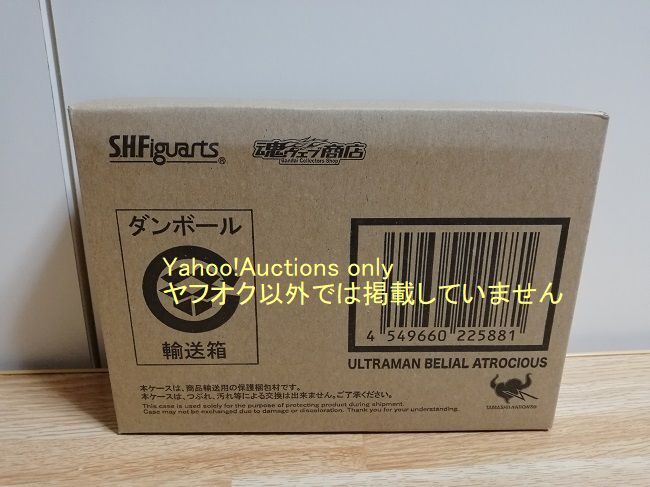 S.H.Figuarts®
魂ウェブ商店
Bandai Collectors Shop
ダンボール
輸送箱
Yahoo!Auctions only
ヤフオク以外では掲載していません
4 549660 225881
ULTRAMAN BELIAL ATROCIOUS
本ケースは、商品輸送用の保護梱包材です。
本ケースは、つぶれ、汚れ等による交換は出来ません。ご了承ください。
This case is used solely for the purpose of protecting product during shipment.
Case may not be exchanged due to damage or discoloration. Thank you for your understanding.
TAMASHII NATIONS